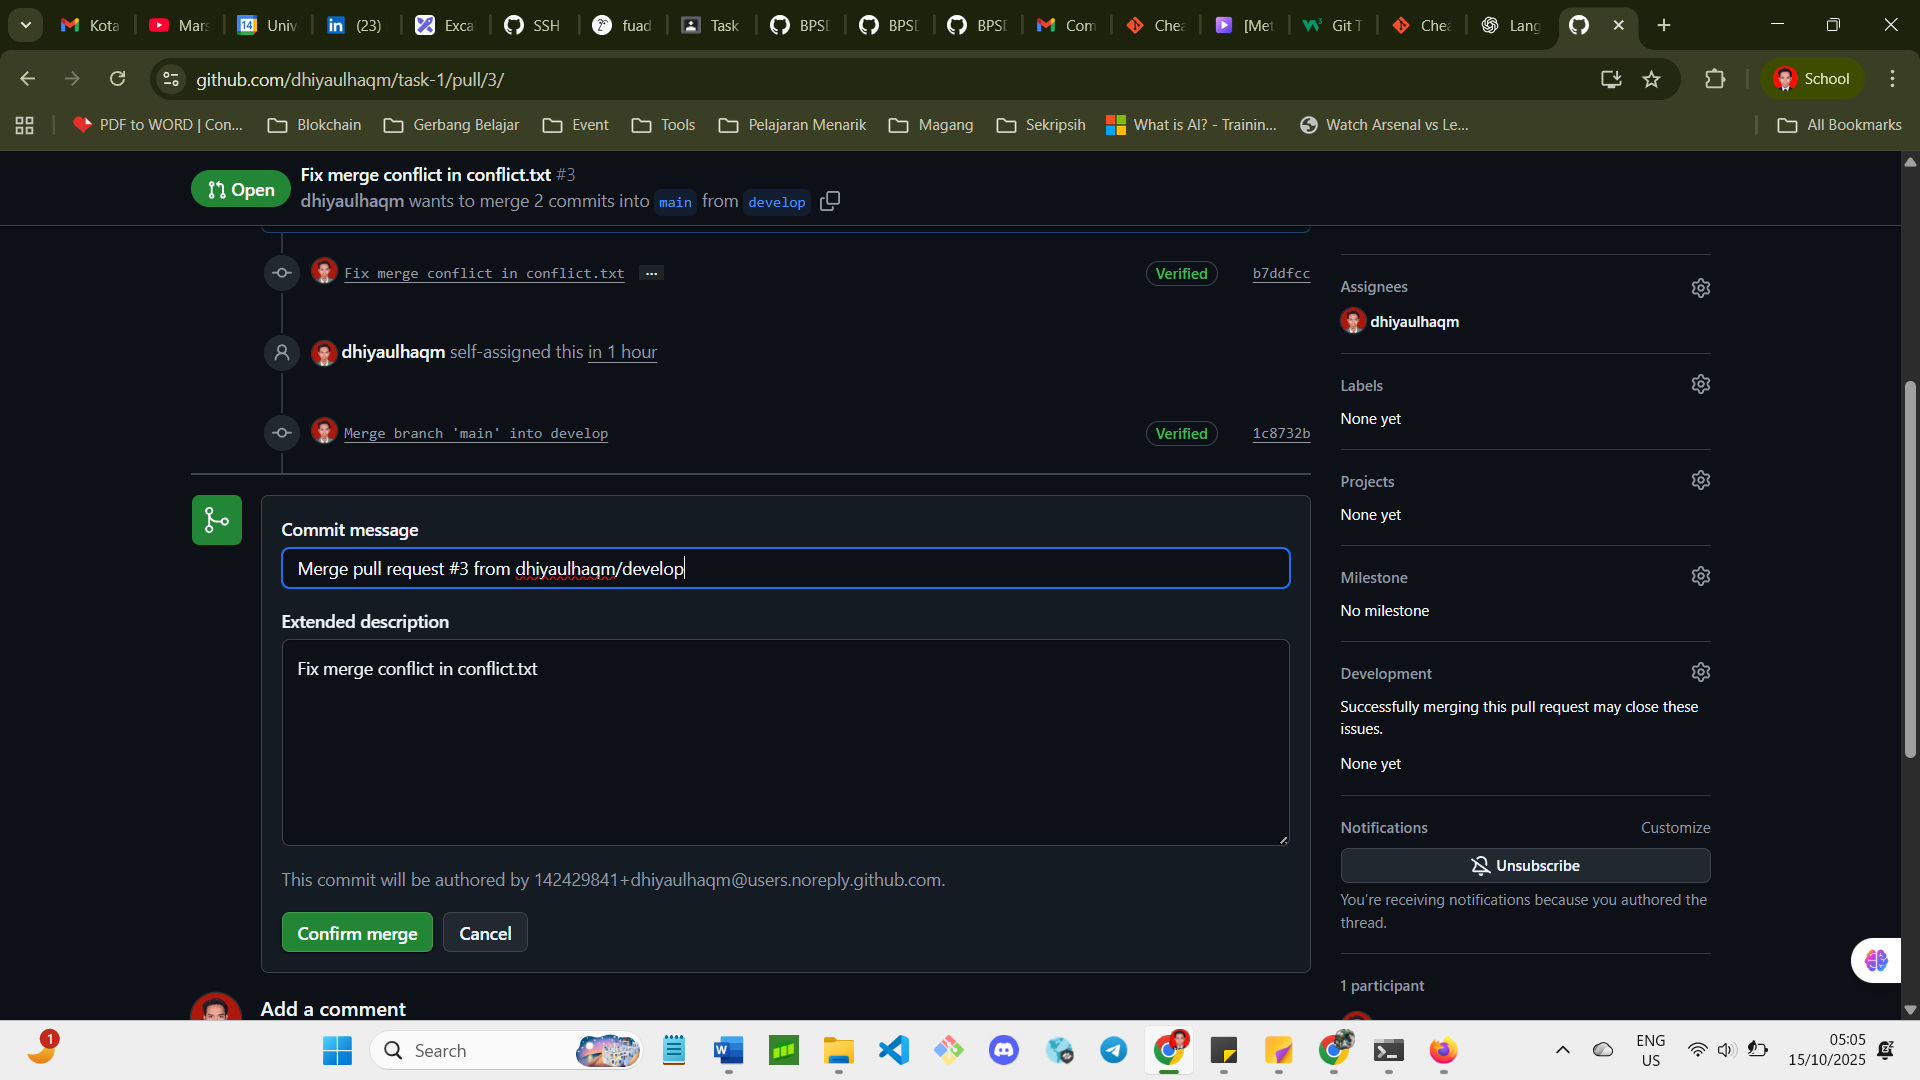 Kota
Mars
14
Univ
(23)
Exca
SSH
fuad
Task
BPSD
BPSD
BPSD
Com
Chea
[Met
Git T
Chea
Lang
github.com/dhiyaulhaqm/task-1/pull/3/
School
PDF to WORD | Con...
Blokchain
Gerbang Belajar
Event
Tools
Pelajaran Menarik
Magang
Sekripsih
What is AI? - Trainin...
Watch Arsenal vs Le...
All Bookmarks
Open
Fix merge conflict in conflict.txt #3
dhiyaulhaqm wants to merge 2 commits into main from develop
Fix merge conflict in conflict.txt ...
Verified
b7ddfcc
dhiyaulhaqm self-assigned this in 1 hour
Merge branch 'main' into develop
Verified
1c8732b
Commit message
Merge pull request #3 from dhiyaulhaqm/develop
Extended description
Fix merge conflict in conflict.txt
This commit will be authored by 142429841+dhiyaulhaqm@users.noreply.github.com.
Confirm merge
Cancel
Add a comment
Assignees
dhiyaulhaqm
Labels
None yet
Projects
None yet
Milestone
No milestone
Development
Successfully merging this pull request may close these
issues.
None yet
Notifications
Customize
Unsubscribe
You're receiving notifications because you authored the
thread.
1 participant
1
Search
ENG
US
05:05
15/10/2025